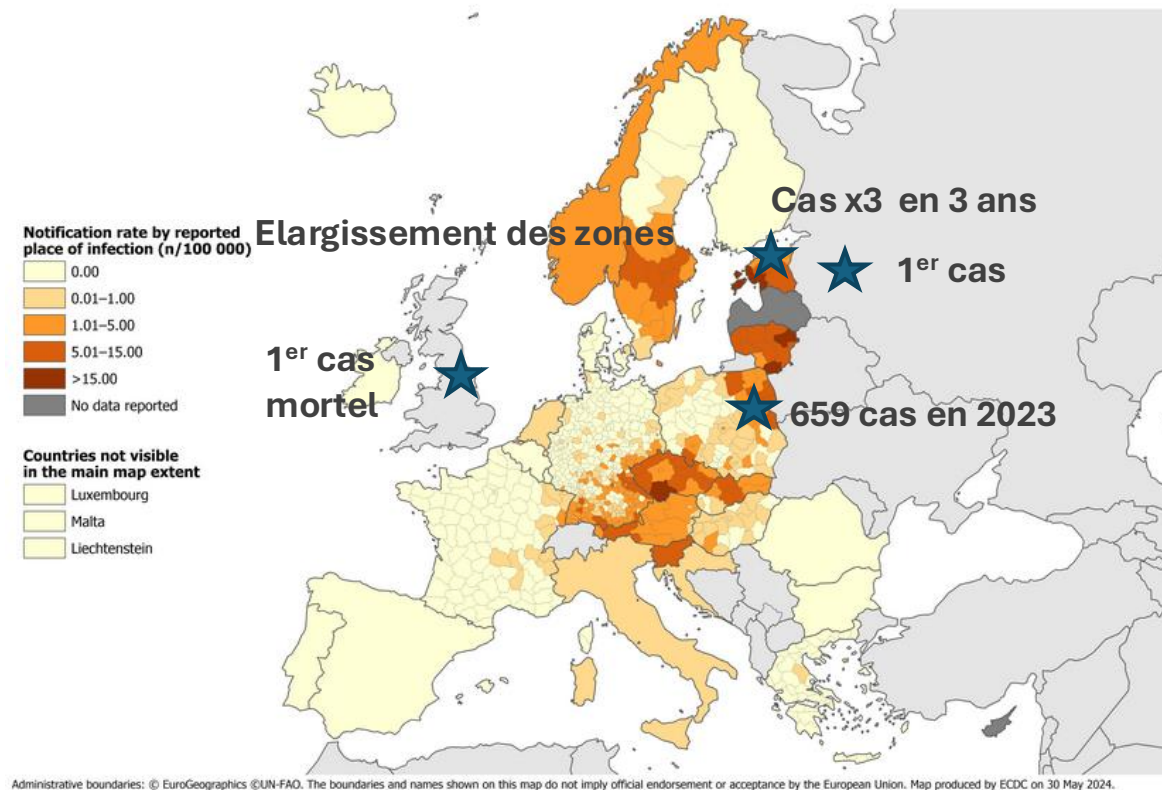 Cas x3 en 3 ans
Elargissement des zones
1er cas
1er cas
mortel
659 cas en 2023
Notification rate by reported
place of infection (n/100 000)
0.00
0.01–1.00
1.01–5.00
5.01–15.00
>15.00
No data reported
Countries not visible
in the main map extent
Luxembourg
Malta
Liechtenstein
Administrative boundaries: © EuroGeographics ©UN-FAO. The boundaries and names shown on this map do not imply official endorsement or acceptance by the European Union. Map produced by ECDC on 30 May 2024.